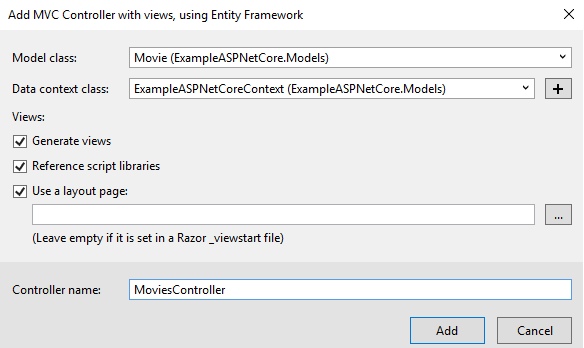 Add MVC Controller with views, using Entity Framework
Model class: Movie (ExampleASPNetCore.Models)
Data context class: ExampleASPNetCoreContext (ExampleASPNetCore.Models) +
Views:
Generate views
Reference script libraries
Use a layout page:
...
(Leave empty if it is set in a Razor _viewstart file)
Controller name: MoviesController
Add Cancel